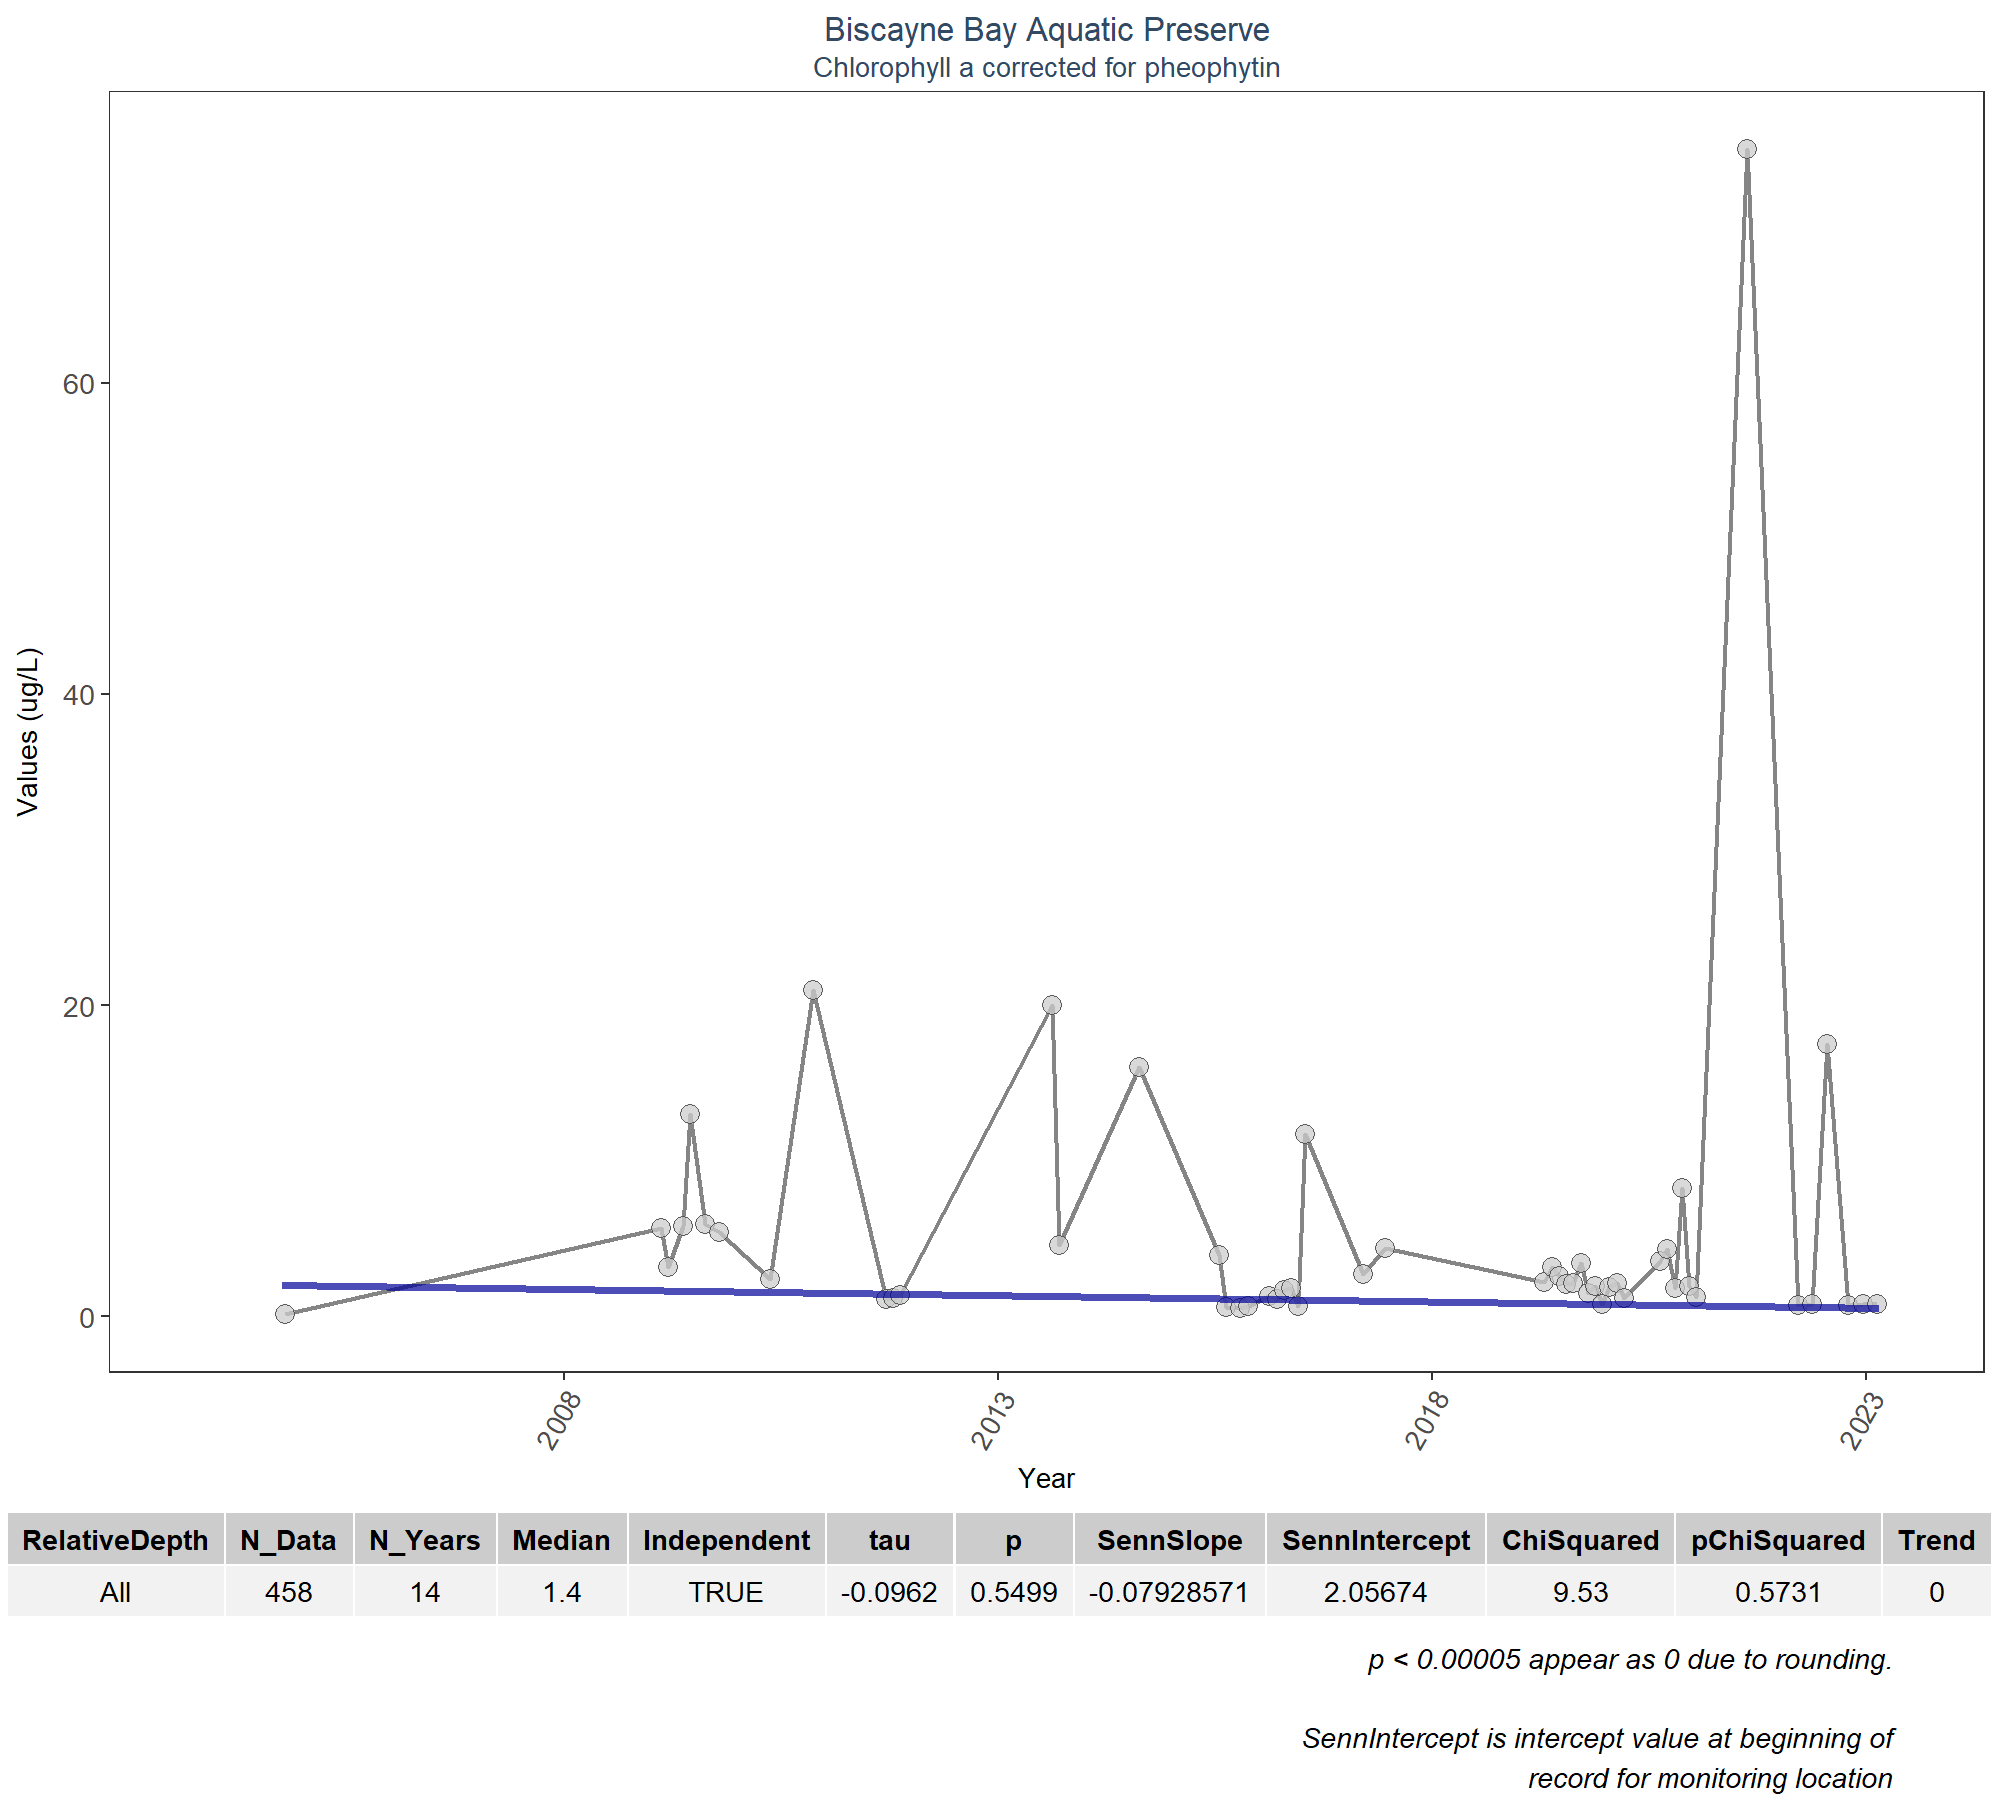 Biscayne Bay Aquatic Preserve
Chlorophyll a corrected for pheophytin
Values (ug/L)
60
40
20
0
2008
2013
2018
2023
Year
RelativeDepth N_Data N_Years Median Independent tau p SennSlope SennIntercept ChiSquared pChiSquared Trend
All 458 14 1.4 TRUE -0.0962 0.5499 -0.07928571 2.05674 9.53 0.5731 0
p < 0.00005 appear as 0 due to rounding.
SennIntercept is intercept value at beginning of
record for monitoring location